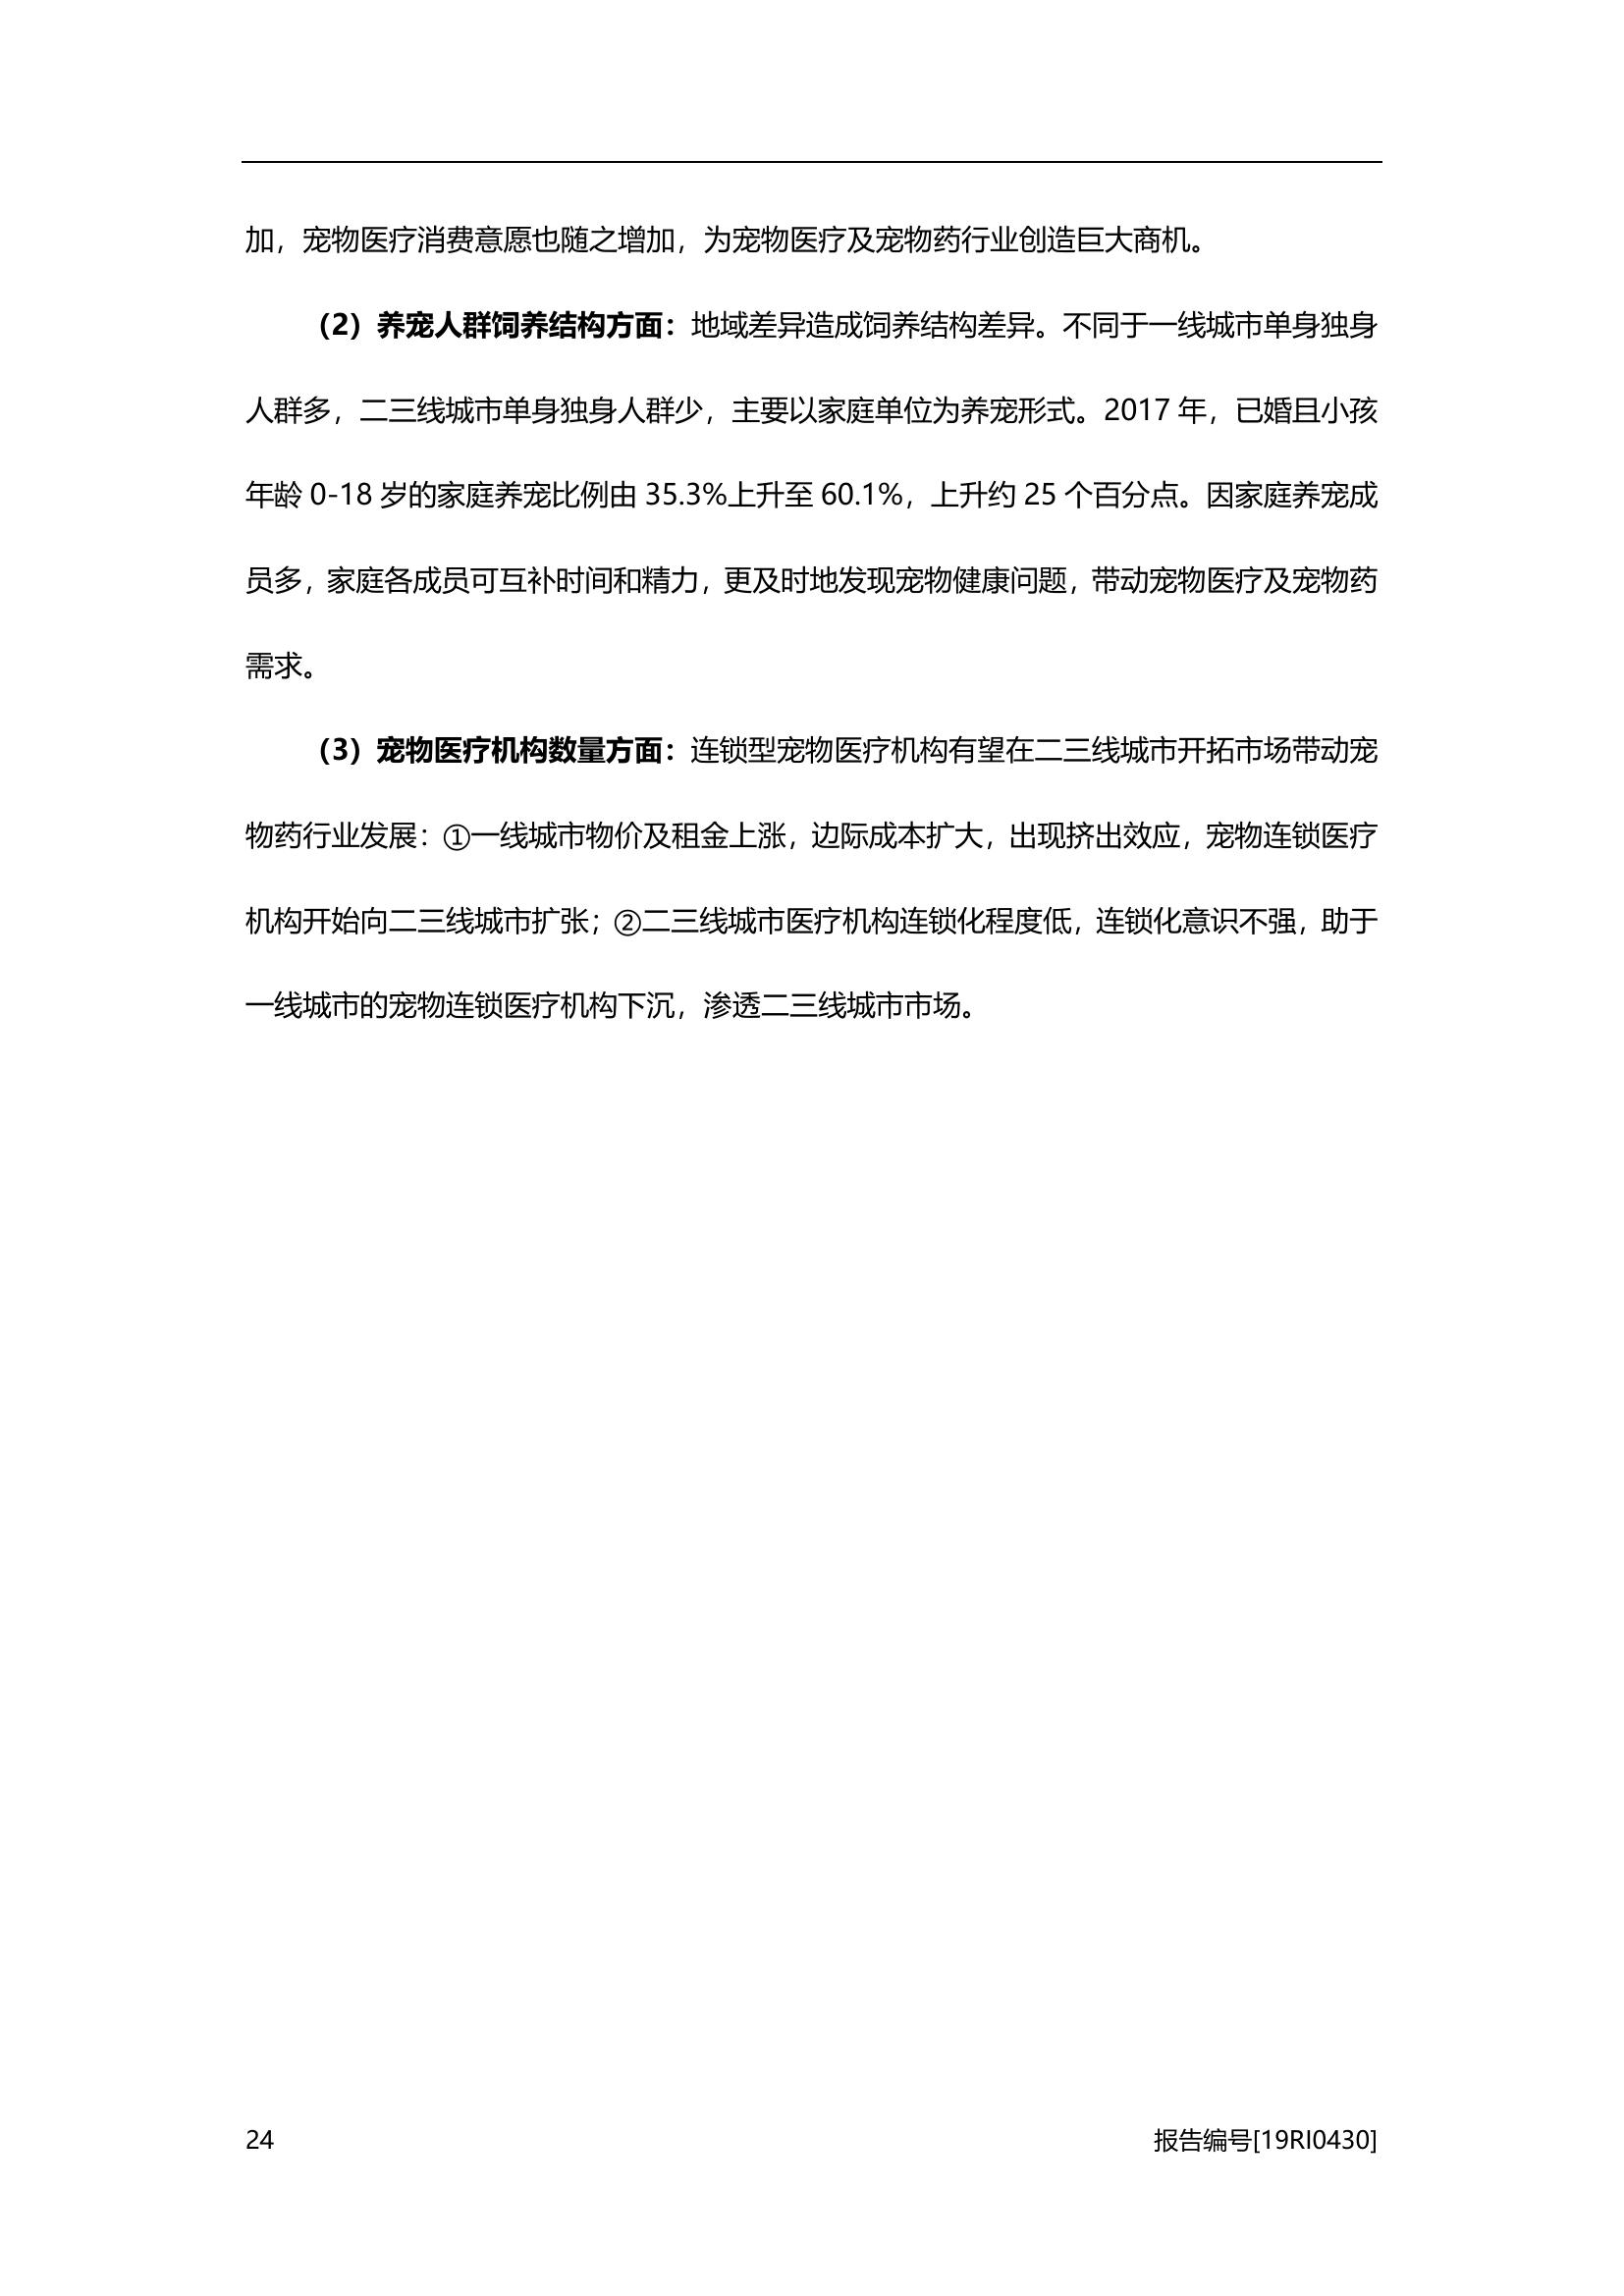 加，宠物医疗消费意愿也随之增加，为宠物医疗及宠物药行业创造巨大商机。
（2）养宠人群饲养结构方面：地域差异造成饲养结构差异。不同于一线城市单身独身
人群多，二三线城市单身独身人群少，主要以家庭单位为养宠形式。2017 年，已婚且小孩
年龄 0-18 岁的家庭养宠比例由 35.3%上升至 60.1%，上升约 25 个百分点。因家庭养宠成
员多，家庭各成员可互补时间和精力，更及时地发现宠物健康问题，带动宠物医疗及宠物药
需求。
（3）宠物医疗机构数量方面：连锁型宠物医疗机构有望在二三线城市开拓市场带动宠
物药行业发展：①一线城市物价及租金上涨，边际成本扩大，出现挤出效应，宠物连锁医疗
机构开始向二三线城市扩张；②二三线城市医疗机构连锁化程度低，连锁化意识不强，助于
一线城市的宠物连锁医疗机构下沉，渗透二三线城市市场。
24 报告编号[19RI0430]